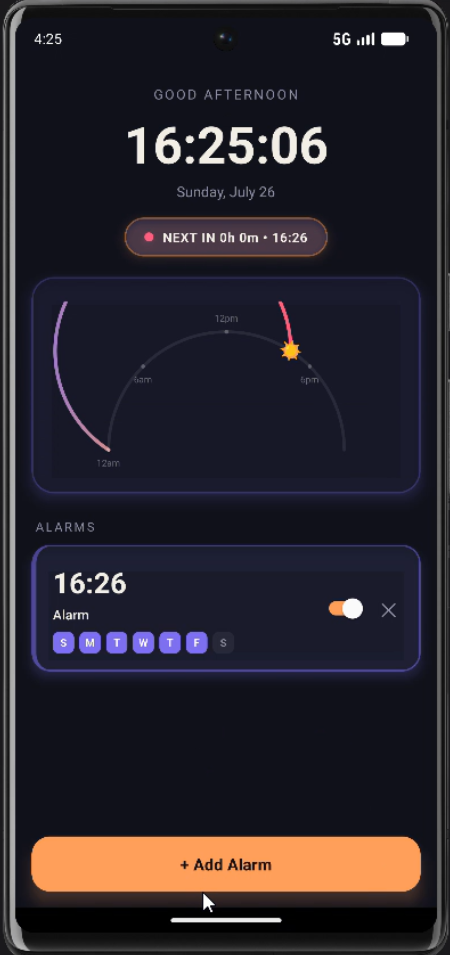 4:25
5G
GOOD AFTERNOON
16:25:06
Sunday, July 26
NEXT IN 0h 0m • 16:26
12pm
6am
6pm
12am
ALARMS
16:26
Alarm
S M T W T F S
+ Add Alarm